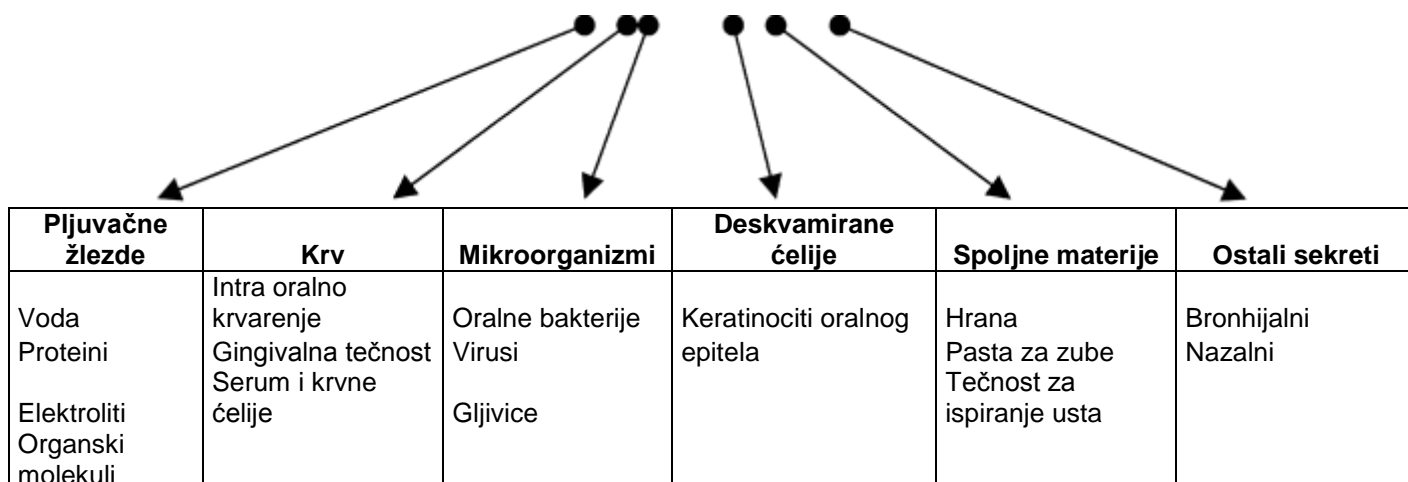 Pljuvačne žlezde
Krv
Mikroorganizmi
Deskvamirane ćelije
Spoljne materije
Ostali sekreti
Voda
Proteini
Elektroliti
Organski
molekuli
Intra oralno
krvarenje
Gingivalna tečnost
Serum i krvne
ćelije
Oralne bakterije
Virusi
Gljivice
Keratinociti oralnog
epitela
Hrana
Pasta za zube
Tečnost za
ispiranje usta
Bronhijalni
Nazalni